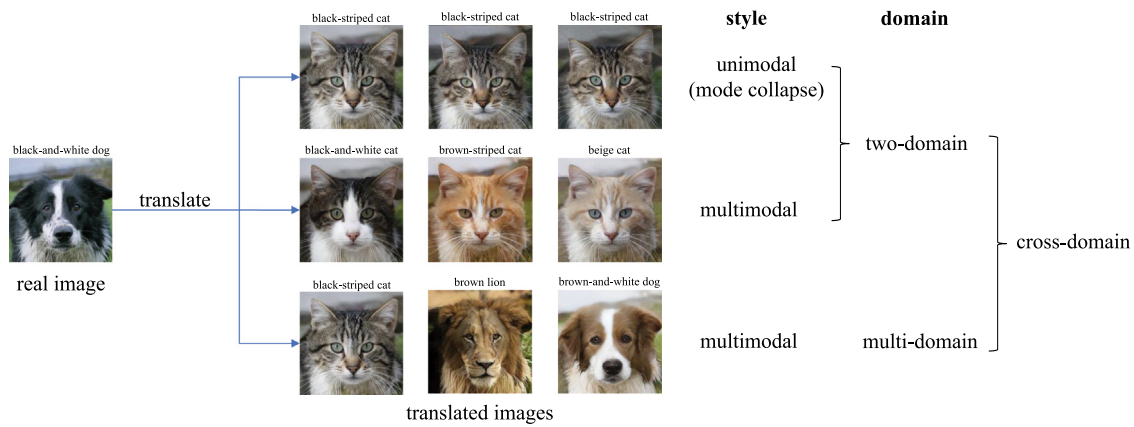 style domain
black-striped cat black-striped cat black-striped cat
unimodal
(mode collapse)
black-and-white dog
translate
real image
black-and-white cat brown-striped cat beige cat
two-domain
multimodal
cross-domain
black-striped cat brown lion brown-and-white dog
multimodal multi-domain
translated images